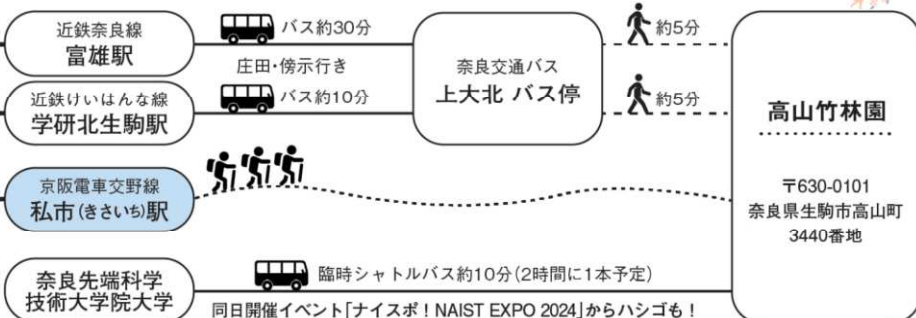 近鉄奈良線
富雄駅
バス約30分
庄田・傍示行き
近鉄けいはんな線
学研北生駒駅
バス約10分
奈良交通バス
上大北 バス停
約5分
約5分
京阪電車交野線
私市(きさいち)駅
奈良先端科学
技術大学院大学
臨時シャトルバス約10分(2時間に1本予定)
同日開催イベント「ナイスポ！NAIST EXPO 2024」からハシゴも！
高山竹林園
〒630-0101
奈良県生駒市高山町
3440番地